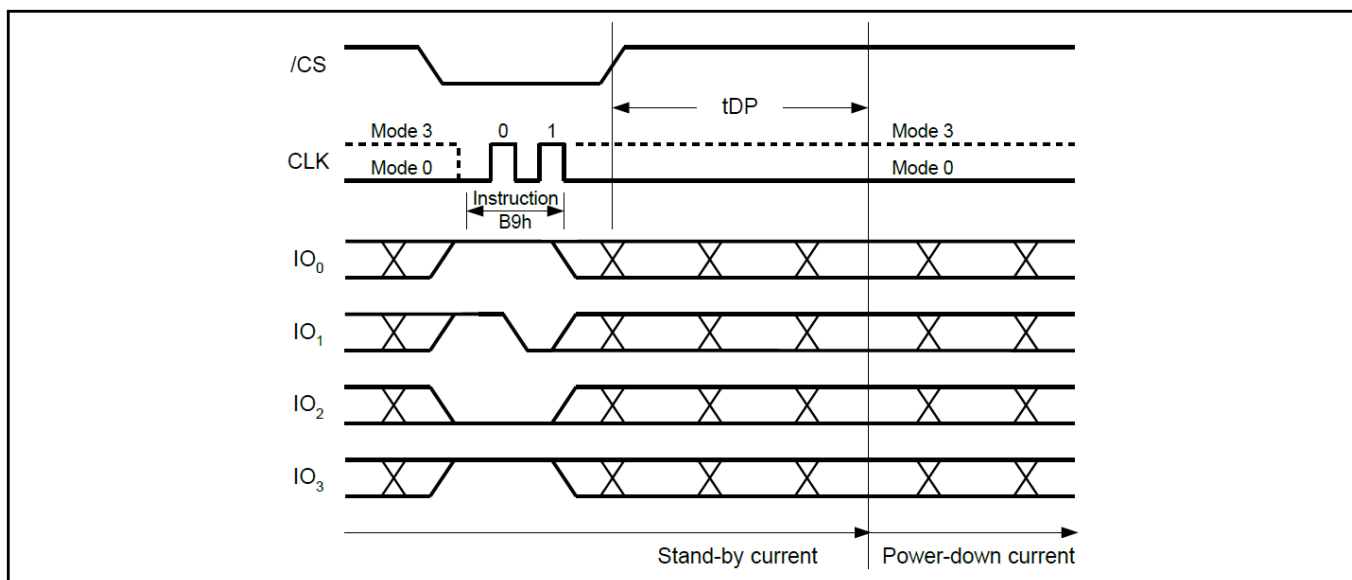 /CS
tDP
Mode 3 0 1 Mode 3
CLK
Mode 0 Mode 0
Instruction
B9h
IO0
IO1
IO2
IO3
Stand-by current Power-down current